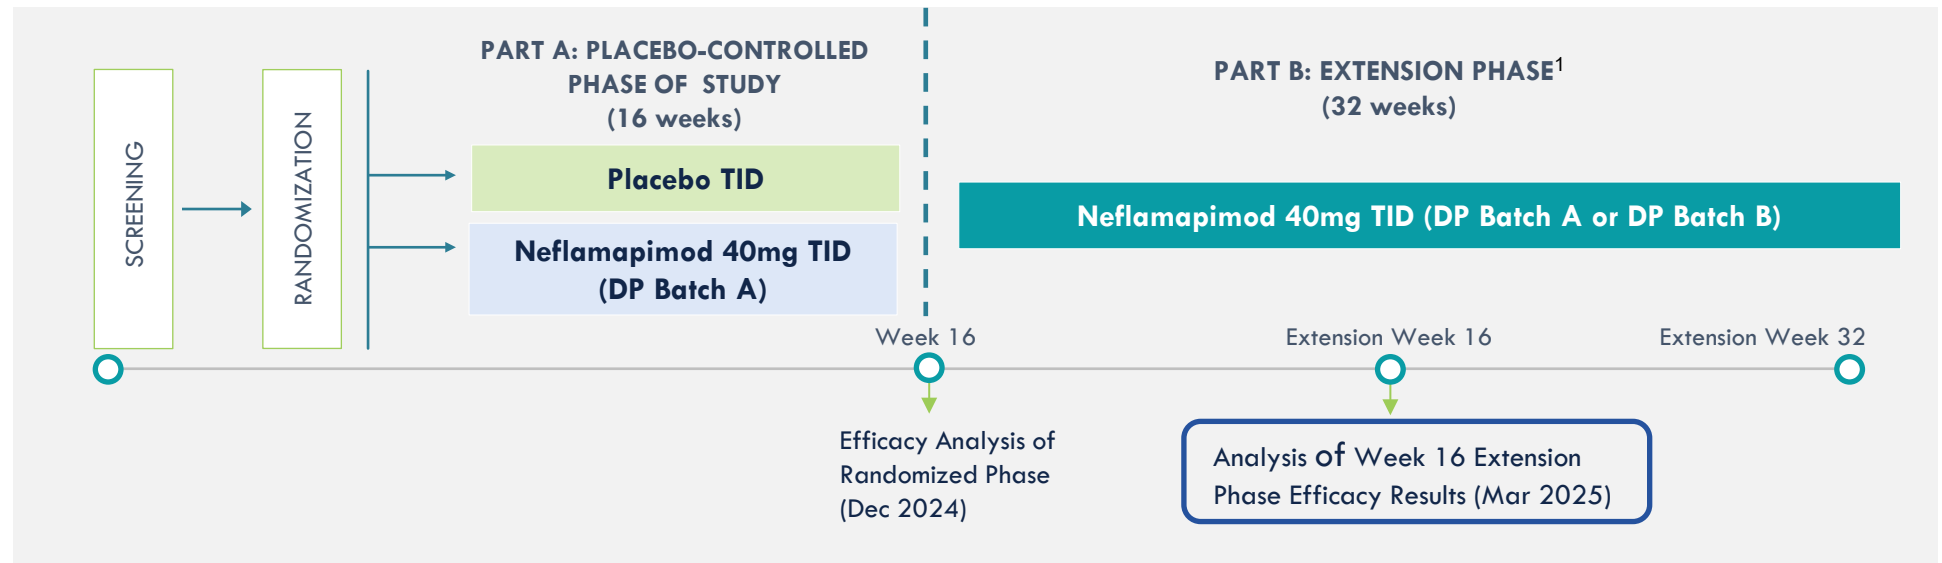 SCREENING
RANDOMIZATION
PART A: PLACEBO-CONTROLLED
PHASE OF STUDY
(16 weeks)
Placebo TID
Neflamapimod 40mg TID
(DP Batch A)
PART B: EXTENSION PHASE¹
(32 weeks)
Neflamapimod 40mg TID (DP Batch A or DP Batch B)
Week 16
Extension Week 16
Extension Week 32
Efficacy Analysis of
Randomized Phase
(Dec 2024)
Analysis of Week 16 Extension
Phase Efficacy Results (Mar 2025)